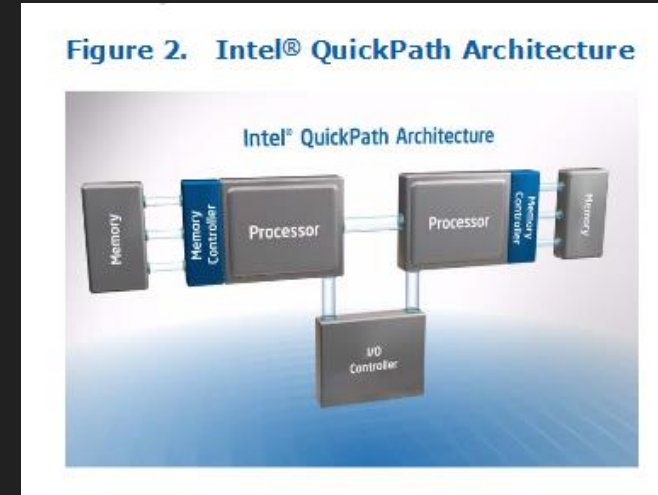 Figure 2. Intel® QuickPath Architecture
Intel® QuickPath Architecture
Memory
Memory
Controller
Processor
Processor
Memory
Controller
Memory
I/O
Controller